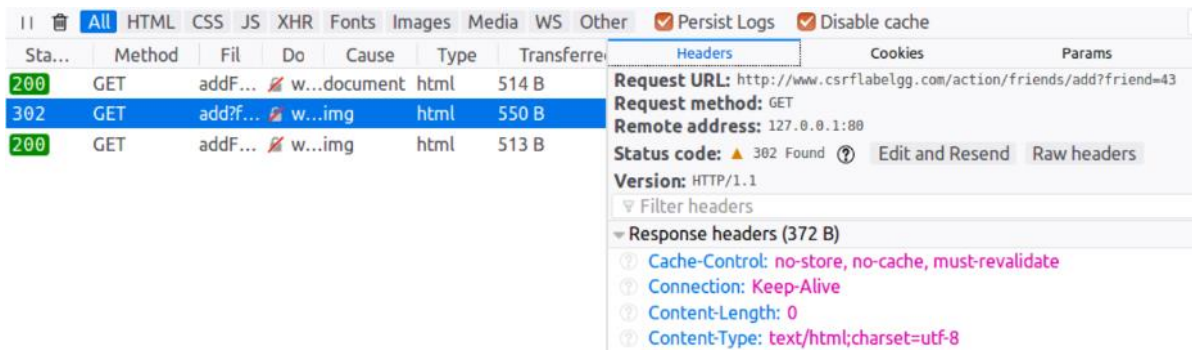 All HTML CSS JS XHR Fonts Images Media WS Other Persist Logs Disable cache
Sta... Method Fil Do Cause Type Transferre
200 GET addF... w...document html 514 B
302 GET add?f... w...img html 550 B
200 GET addF... w...img html 513 B
Headers Cookies Params
Request URL: http://www.csrflabelgg.com/action/friends/add?friend=43
Request method: GET
Remote address: 127.0.0.1:80
Status code: 302 Found Edit and Resend Raw headers
Version: HTTP/1.1
Filter headers
Response headers (372 B)
Cache-Control: no-store, no-cache, must-revalidate
Connection: Keep-Alive
Content-Length: 0
Content-Type: text/html;charset=utf-8